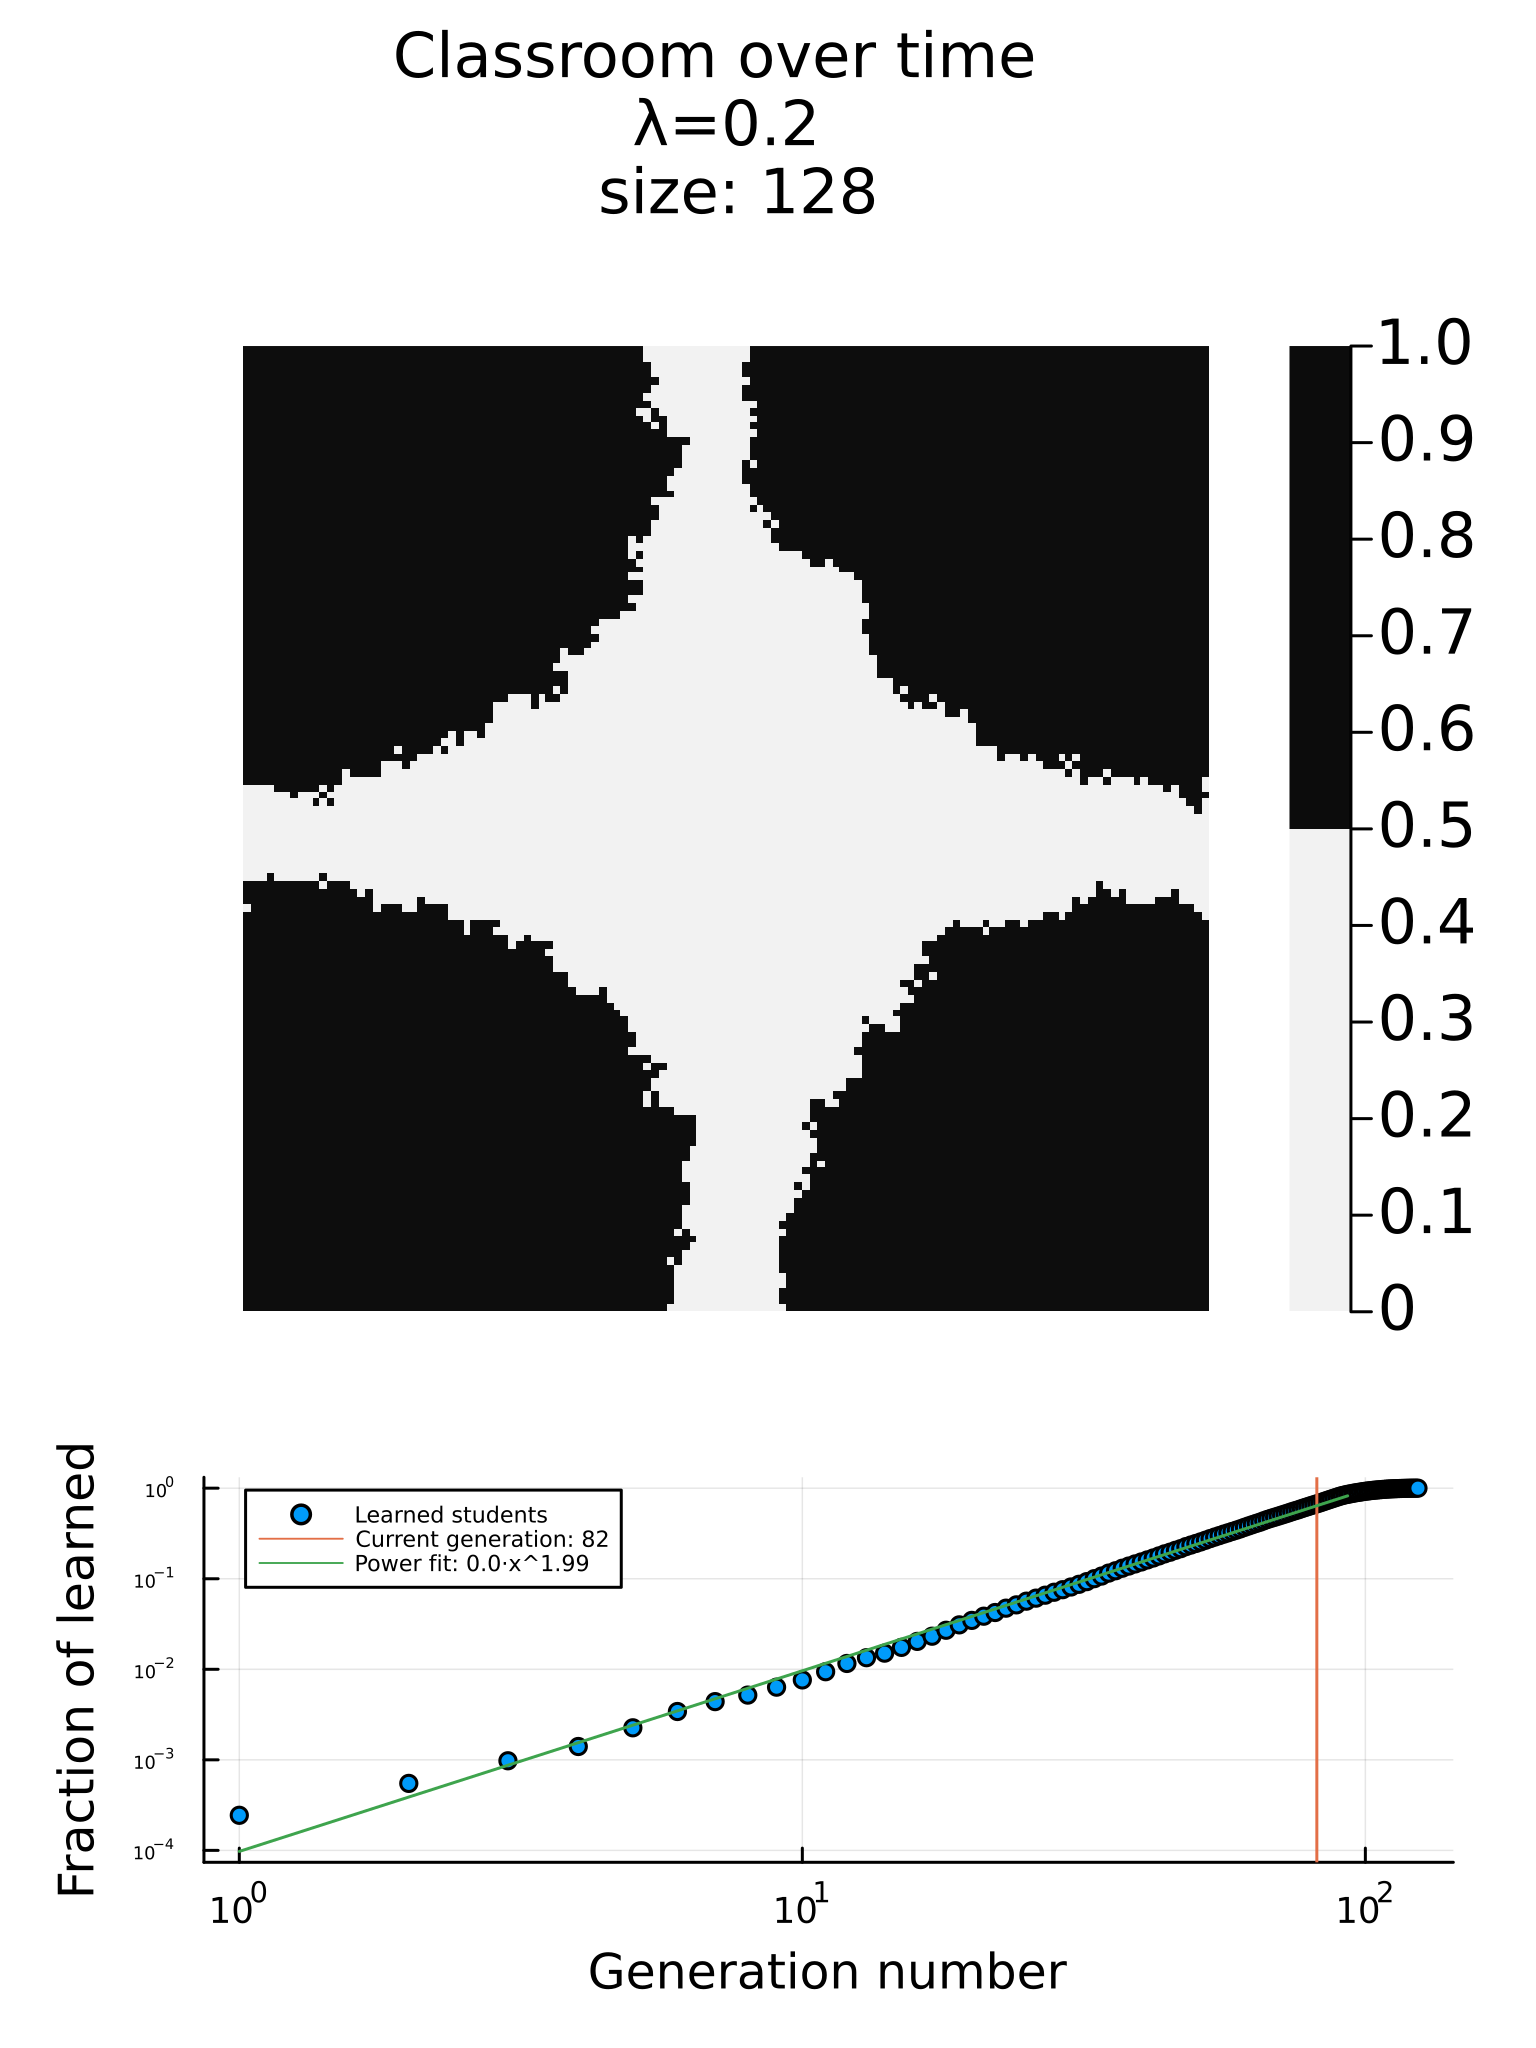 Classroom over time
λ=0.2
size: 128
1.0
0.9
0.8
0.7
0.6
0.5
0.4
0.3
0.2
0.1
0
Fraction of learned
10^0
10^-1
10^-2
10^-3
10^-4
Learned students
Current generation: 82
Power fit: 0.0·x^1.99
10^0 10^1 10^2
Generation number